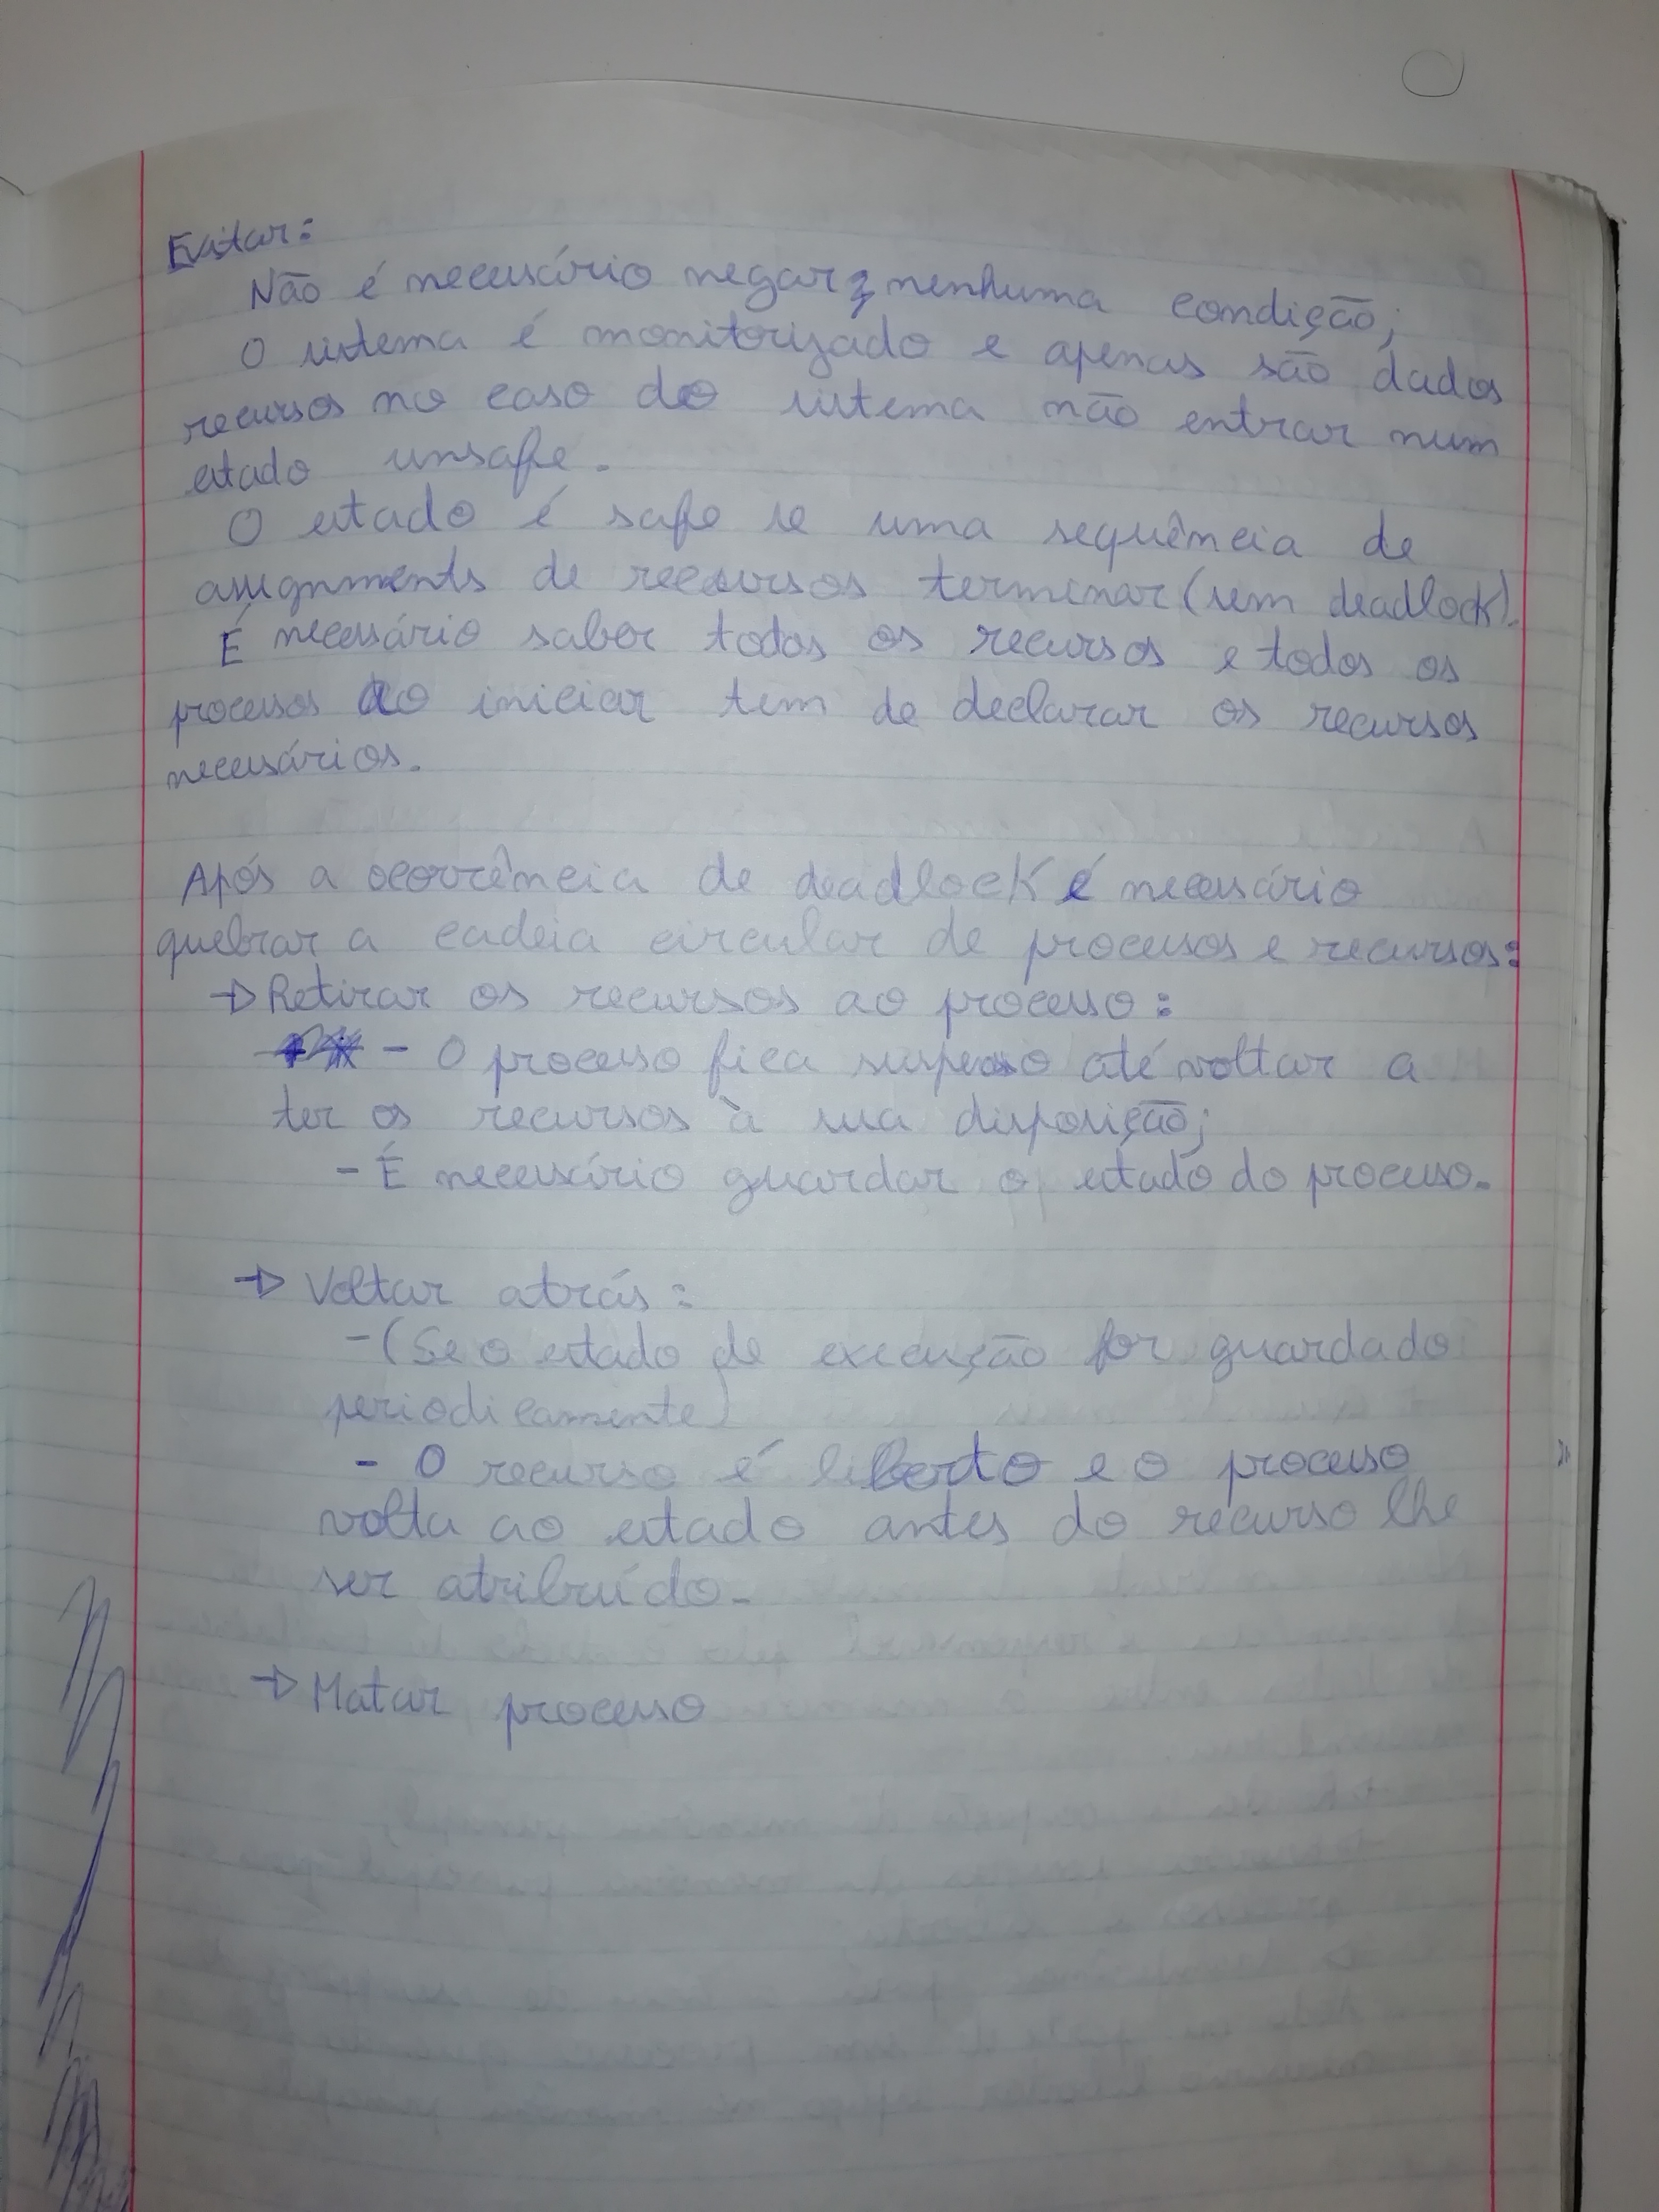 Evitar:
Não é necessário negar nenhuma condição;
O sistema é monitorizado e apenas são dados
recursos no caso do sistema não entrar num
estado unsafe.
O estado é safe se uma sequência de
assignments de recursos terminar (sem deadlock).
É necessário saber todos os recursos e todos os
processos ao iniciar tem de declarar os recursos
necessários.
Após a ocorrência de deadlock é necessário
quebrar a cadeia circular de processos e recursos:
→ Retirar os recursos ao processo:
- O processo fica suspenso até voltar a
ter os recursos à sua disposição;
- É necessário guardar o estado do processo.
→ Voltar atrás:
- (Se o estado de execução for guardado
periodicamente)
- O recurso é liberto e o processo
volta ao estado antes do recurso lhe
ser atribuído.
→ Matar processo